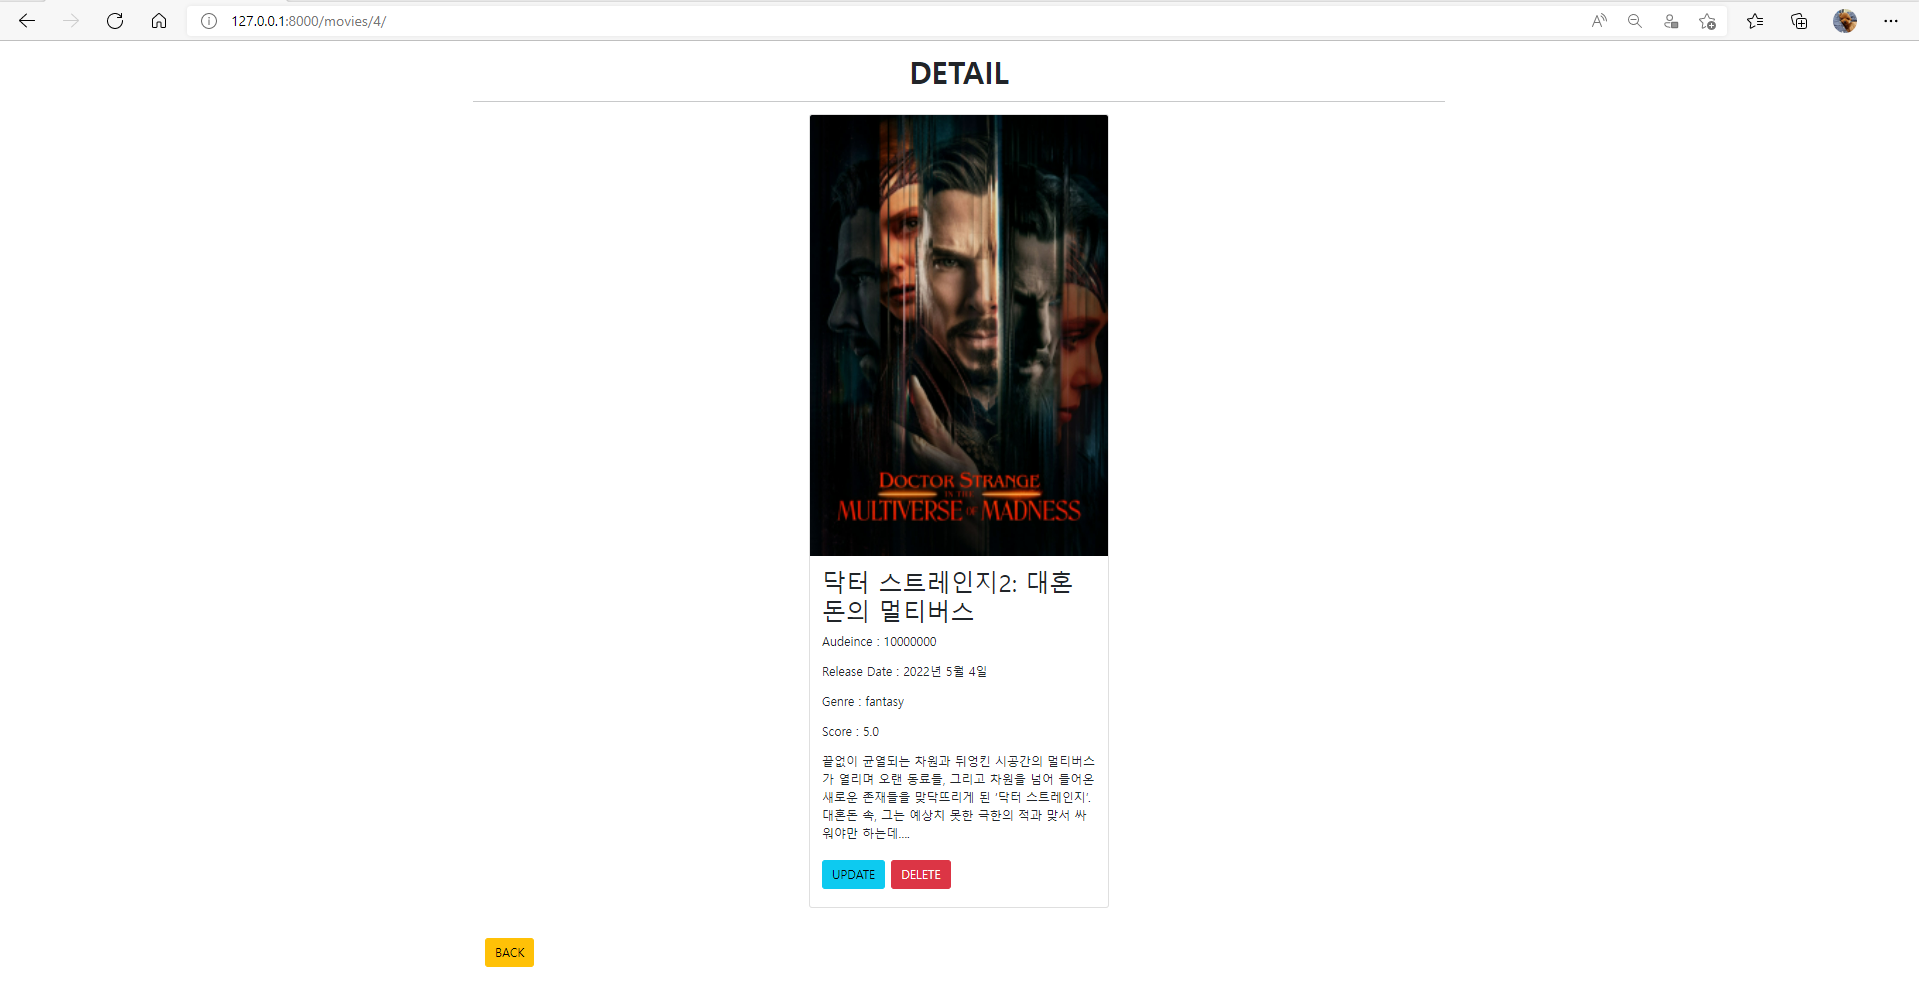 127.0.0.1:8000/movies/4/
DETAIL
DOCTOR STRANGE
IN THE
MULTIVERSE OF MADNESS
닥터 스트레인지2: 대혼
돈의 멀티버스
Audeince : 10000000
Release Date : 2022년 5월 4일
Genre : fantasy
Score : 5.0
끝없이 균열되는 차원과 뒤엉킨 시공간의 멀티버스
가 열리며 오랜 동료들, 그리고 차원을 넘어 들어온
새로운 존재들을 맞닥뜨리게 된 '닥터 스트레인지'.
대혼돈 속, 그는 예상치 못한 극한의 적과 맞서 싸
워야만 하는데....
UPDATE DELETE
BACK